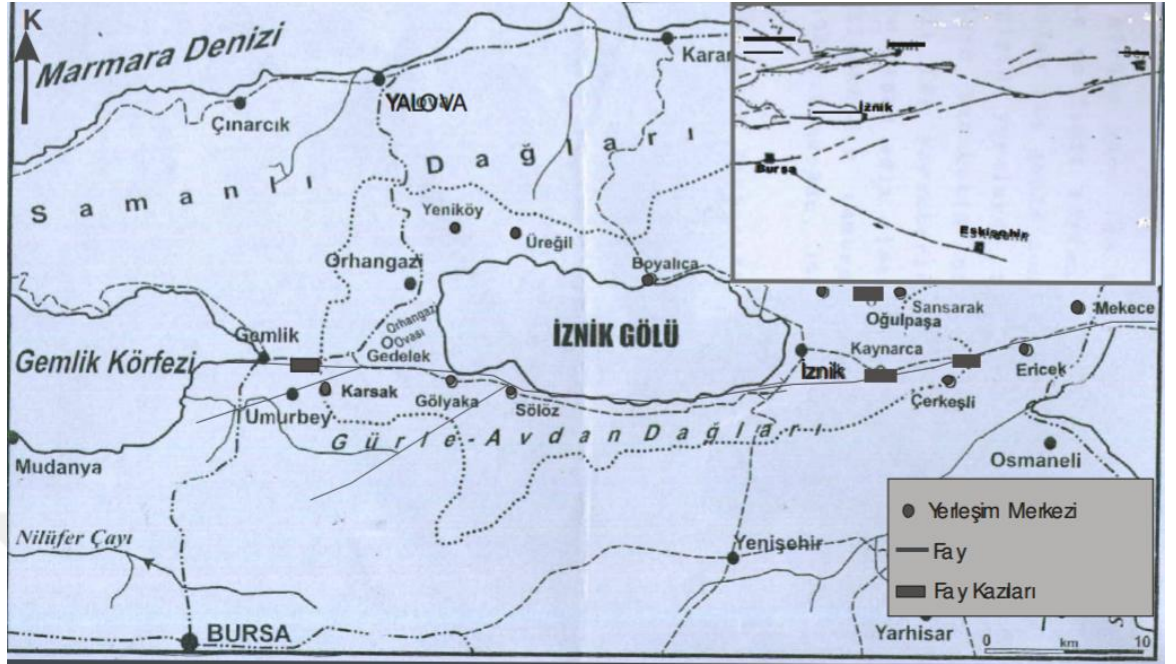 K
Marmara Denizi
Karar
YALOVA
Çınarcık
Samanlı Dağları
Yeniköy
Üreğil
Orhangazi
Boyalıca
Orhangazi
Ovası
İZNİK GÖLÜ
Gemlik
Gemlik Körfezi
Gedelek
Karsak
Gölyaka
Sölöz
Umurbey
Gürle-Avdan Dağları
Mudanya
Nilüfer Çayı
BURSA
Yenişehir
İznik
Kaynarca
Sansarak
Oğulpaşa
Mekece
Ericek
Çerkeşli
Osmaneli
Yarhisar
İznik
Bursa
Eskişehir
Yerleşim Merkezi
Fay
Fay Kazları
0 km 10